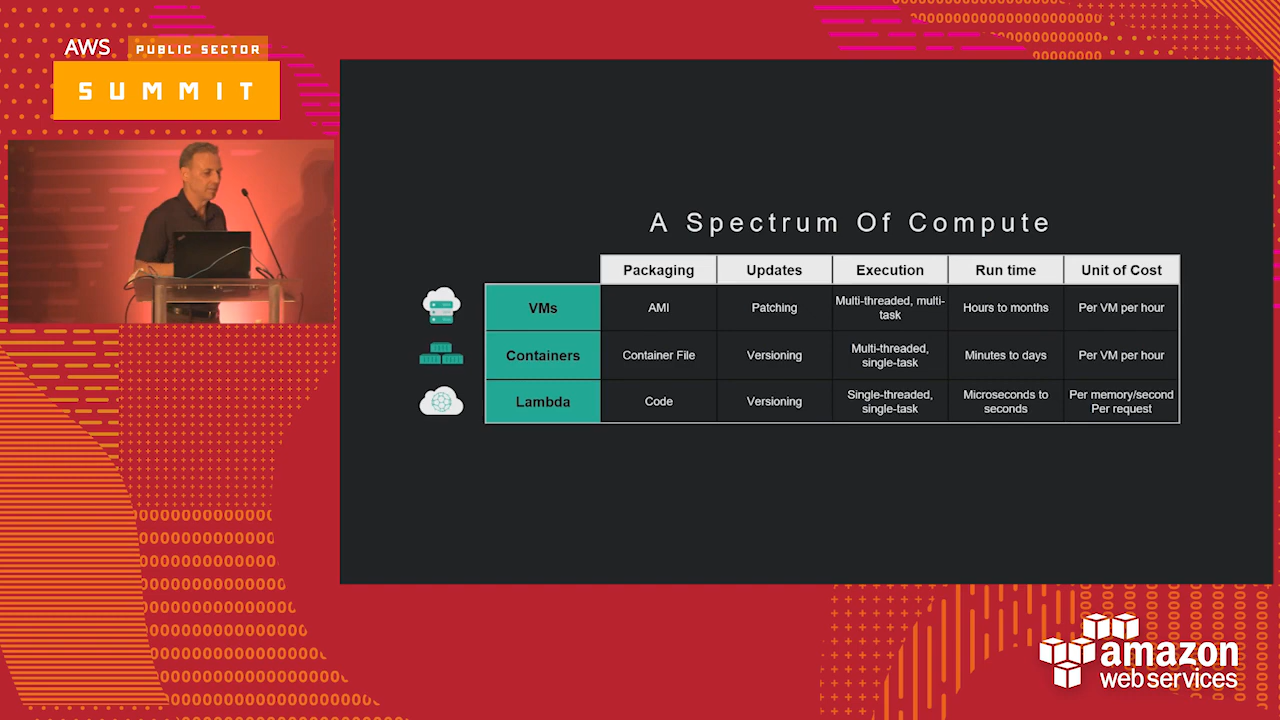 AWS PUBLIC SECTOR
SUMMIT
A Spectrum Of Compute
Packaging Updates Execution Run time Unit of Cost
VMs AMI Patching Multi-threaded, multi-
task Hours to months Per VM per hour
Containers Container File Versioning Multi-threaded,
single-task Minutes to days Per VM per hour
Lambda Code Versioning Single-threaded,
single-task Microseconds to
seconds Per memory/second
Per request
amazon
web services